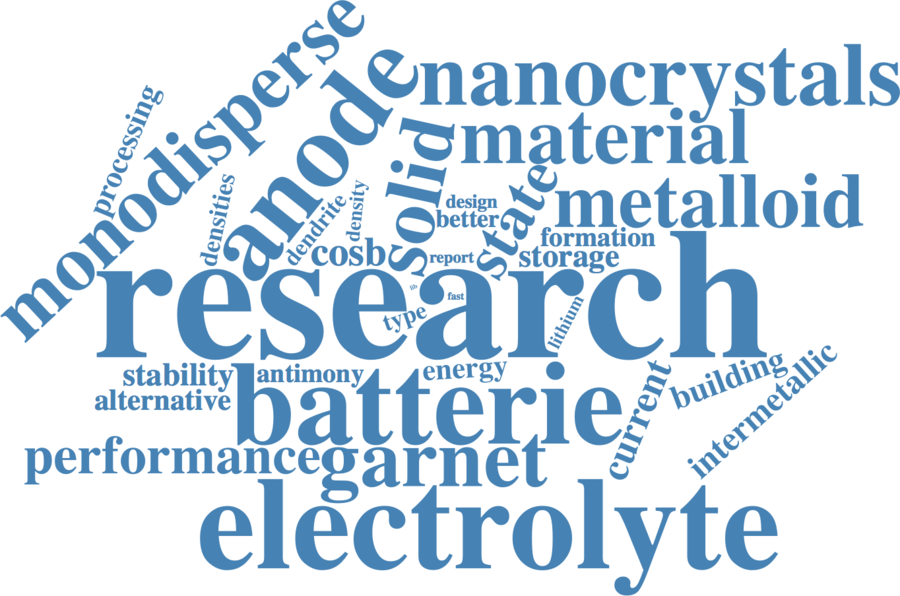 monodisperse
processing
anode
nanocrystals
material
solid
state
metalloid
densities
dendrite
density
design
better
formation
cosb
report
storage
research
fast
type
lithium
stability
antimony
energy
alternative
batterie
current
building
intermetallic
performance
garnet
electrolyte